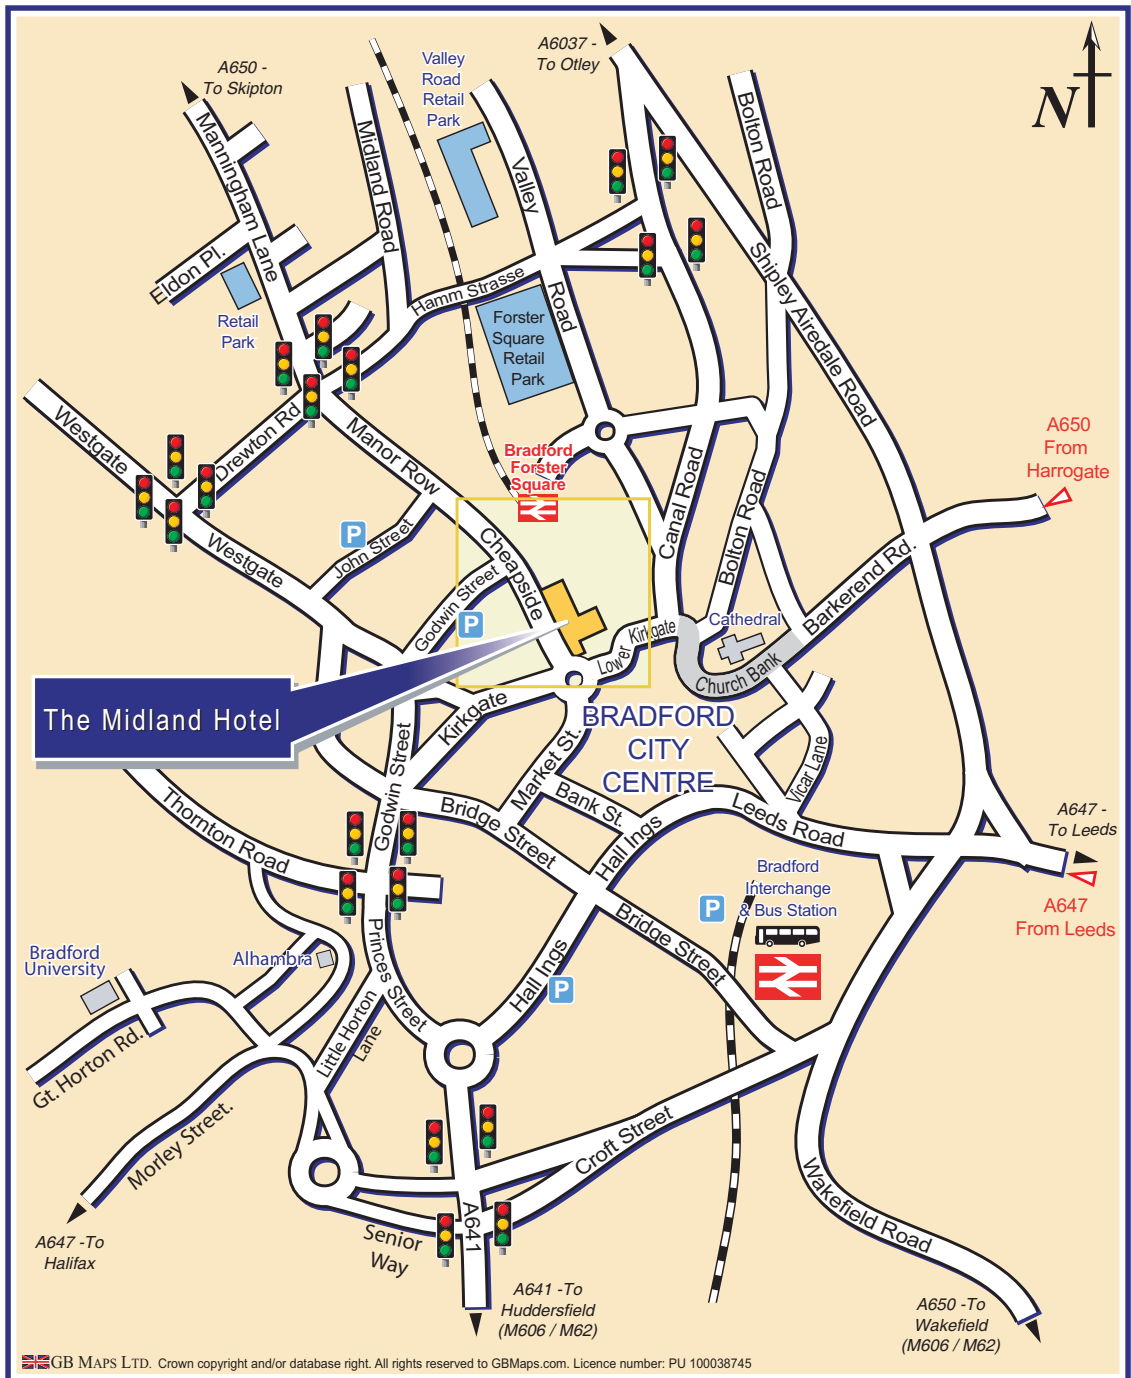 A6037 -
To Otley
N
A650 -
To Skipton
Valley
Road
Retail
Park
Manningham Lane
Midland Road
Valley
Road
Bolton Road
Eldon Pl.
Retail
Park
Hamm Strasse
Forster
Square
Retail
Park
Shipley Airedale Road
Westgate
Drewton Rd
Manor Row
A650
From
Harrogate
Bradford
Forster
Square
Canal Road
Bolton Road
P
John Street
Westgate
Cheapside
Godwin Street
P
Barkerend Rd.
Cathedral
Lower
Kirkgate
Church Bank
The Midland Hotel
Kirkgate
BRADFORD
CITY
CENTRE
Godwin Street
Market St.
Vicar Lane
Bank St.
Bridge Street
Thornton Road
Hall Ings
Leeds Road
A647 -
To Leeds
Bradford
Interchange
& Bus Station
P
A647
From Leeds
Bridge Street
Princes Street
Bradford
University
Alhambra
Hall Ings
P
Little Horton
Lane
Gt. Horton Rd.
Morley Street.
Croft Street
A647 -To
Halifax
Senior
Way
A641
Wakefield Road
A641 -To
Huddersfield
(M606 / M62)
A650 -To
Wakefield
(M606 / M62)
GB MAPS LTD. Crown copyright and/or database right. All rights reserved to GBMaps.com. Licence number: PU 100038745